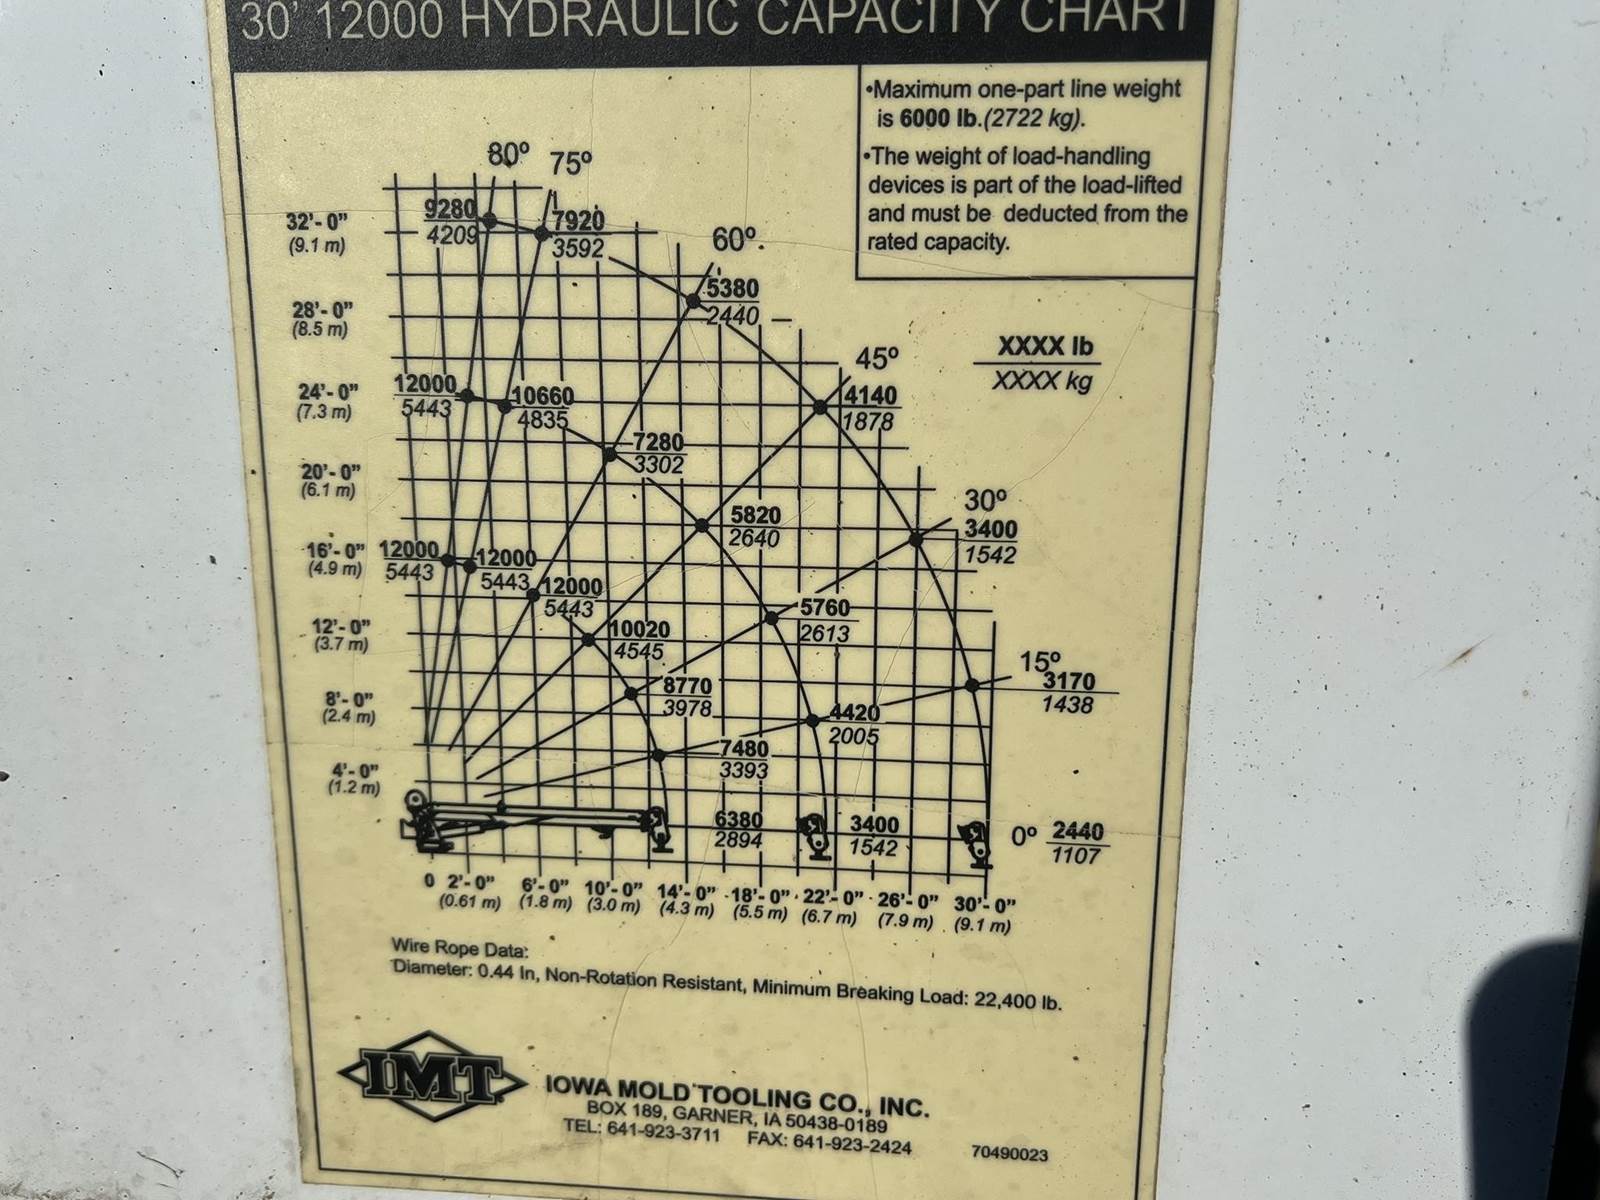 30' 12000 HYDRAULIC CAPACITY CHART
•Maximum one-part line weight
is 6000 lb.(2722 kg).
•The weight of load-handling
devices is part of the load-lifted
and must be deducted from the
rated capacity.
80º 75º
32'-0"
(9.1 m)
9280
4209
7920
3592
60º
5380
2440
28'-0"
(8.5 m)
XXXX lb
XXXX kg
45º
24'-0"
(7.3 m)
12000
5443
10660
4835
4140
1878
7280
3302
20'-0"
(6.1 m)
30º
5820
2640
3400
1542
16'-0"
(4.9 m)
12000
5443
12000
5443
12000
5443
5760
2613
12'-0"
(3.7 m)
10020
4545
15º
8'-0"
(2.4 m)
8770
3978
3170
1438
4420
2005
4'-0"
(1.2 m)
7480
3393
6380
2894
3400
1542
0º 2440
1107
0 2'-0" 6'-0" 10'-0" 14'-0" 18'-0" 22'-0" 26'-0" 30'-0"
(0.61 m) (1.8 m) (3.0 m) (4.3 m) (5.5 m) (6.7 m) (7.9 m) (9.1 m)
Wire Rope Data:
Diameter: 0.44 In, Non-Rotation Resistant, Minimum Breaking Load: 22,400 lb.
IMT
IOWA MOLD TOOLING CO., INC.
BOX 189, GARNER, IA 50438-0189
TEL: 641-923-3711 FAX: 641-923-2424
70490023